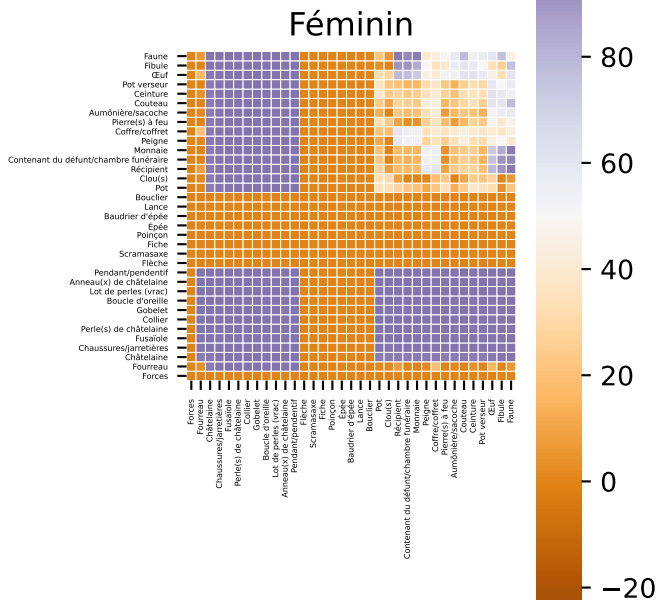 Féminin
Faune
Fibule
Œuf
Pot verseur
Ceinture
Couteau
Aumônière/sacoche
Pierre(s) à feu
Coffre/coffret
Peigne
Monnaie
Contenant du défunt/chambre funéraire
Récipient
Clou(s)
Pot
Bouclier
Lance
Baudrier d'épée
Épée
Poinçon
Fiche
Scramasaxe
Flèche
Pendant/pendentif
Anneau(x) de châtelaine
Lot de perles (vrac)
Boucle d'oreille
Gobelet
Collier
Perle(s) de châtelaine
Fusaïole
Chaussures/jarretières
Châtelaine
Fourreau
Forces
Forces
Fourreau
Châtelaine
Chaussures/jarretières
Fusaïole
Perle(s) de châtelaine
Collier
Gobelet
Boucle d'oreille
Lot de perles (vrac)
Anneau(x) de châtelaine
Pendant/pendentif
Flèche
Scramasaxe
Fiche
Poinçon
Épée
Baudrier d'épée
Lance
Bouclier
Pot
Clou(s)
Récipient
Contenant du défunt/chambre funéraire
Monnaie
Peigne
Coffre/coffret
Pierre(s) à feu
Aumônière/sacoche
Couteau
Ceinture
Pot verseur
Œuf
Fibule
Faune
80
60
40
20
0
−20